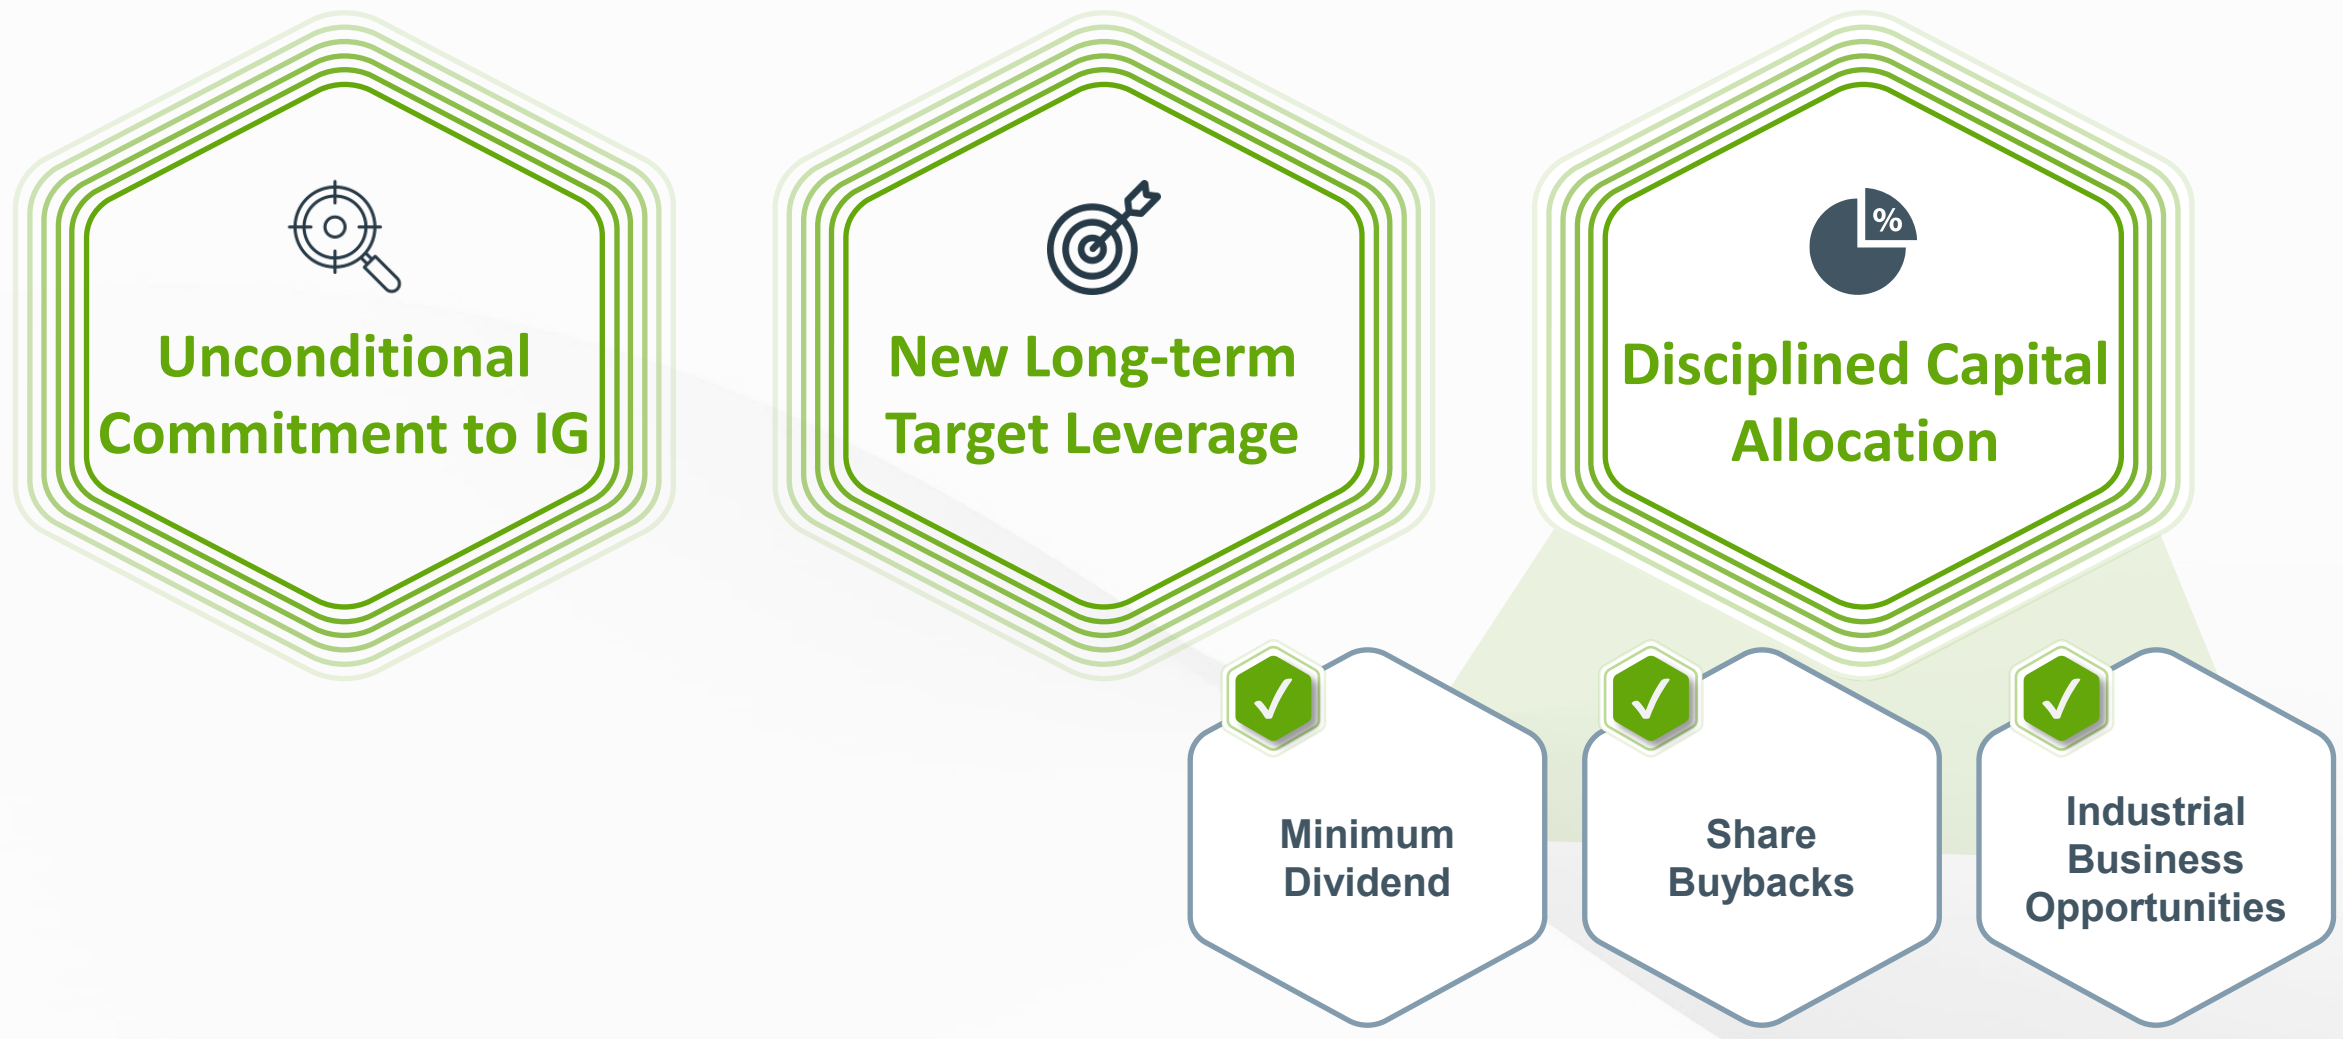 Unconditional
Commitment to IG
New Long-term
Target Leverage
%
Disciplined Capital
Allocation
Minimum
Dividend
Share
Buybacks
Industrial
Business
Opportunities